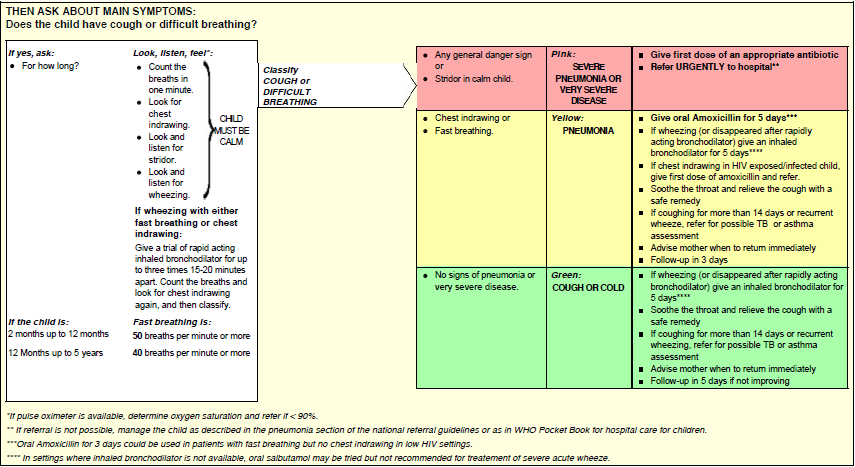 THEN ASK ABOUT MAIN SYMPTOMS:
Does the child have cough or difficult breathing?
If yes, ask:
● For how long?
Look, listen, feel*:
● Count the
breaths in
one minute.
● Look for
chest
indrawing.
● Look and
listen for
stridor.
● Look and
listen for
wheezing.
CHILD
MUST BE
CALM
If wheezing with either
fast breathing or chest
indrawing:
Give a trial of rapid acting
inhaled bronchodilator for up
to three times 15-20 minutes
apart. Count the breaths and
look for chest indrawing
again, and then classify.
If the child is:
Fast breathing is:
2 months up to 12 months
50 breaths per minute or more
12 Months up to 5 years
40 breaths per minute or more
Classify
COUGH or
DIFFICULT
BREATHING
● Any general danger sign
or
● Stridor in calm child.
Pink:
SEVERE
PNEUMONIA OR
VERY SEVERE
DISEASE
■ Give first dose of an appropriate antibiotic
■ Refer URGENTLY to hospital**
● Chest indrawing or
● Fast breathing.
Yellow:
PNEUMONIA
■ Give oral Amoxicillin for 5 days***
■ If wheezing (or disappeared after rapidly
acting bronchodilator) give an inhaled
bronchodilator for 5 days****
■ If chest indrawing in HIV exposed/infected child,
give first dose of amoxicillin and refer.
■ Soothe the throat and relieve the cough with a
safe remedy
■ If coughing for more than 14 days or recurrent
wheeze, refer for possible TB or asthma
assessment
■ Advise mother when to return immediately
■ Follow-up in 3 days
● No signs of pneumonia or
very severe disease.
Green:
COUGH OR COLD
■ If wheezing (or disappeared after rapidly acting
bronchodilator) give an inhaled bronchodilator for
5 days****
■ Soothe the throat and relieve the cough with a
safe remedy
■ If coughing for more than 14 days or recurrent
wheezing, refer for possible TB or asthma
assessment
■ Advise mother when to return immediately
■ Follow-up in 5 days if not improving
*If pulse oximeter is available, determine oxygen saturation and refer if < 90%.
** If referral is not possible, manage the child as described in the pneumonia section of the national referral guidelines or as in WHO Pocket Book for hospital care for children.
***Oral Amoxicillin for 3 days could be used in patients with fast breathing but no chest indrawing in low HIV settings.
**** In settings where inhaled bronchodilator is not available, oral salbutamol may be tried but not recommended for treatement of severe acute wheeze.